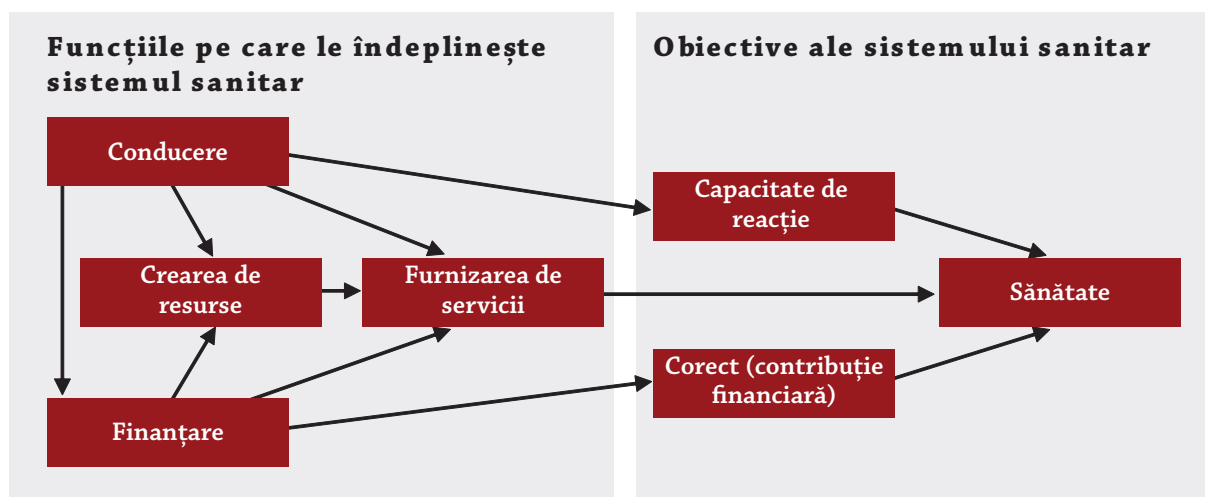 Funcțiile pe care le îndeplinește
sistemul sanitar
Conducere
Crearea de
resurse
Furnizarea de
servicii
Finanțare
Obiective ale sistemului sanitar
Capacitate de
reacție
Sănătate
Corect (contribuție
financiară)